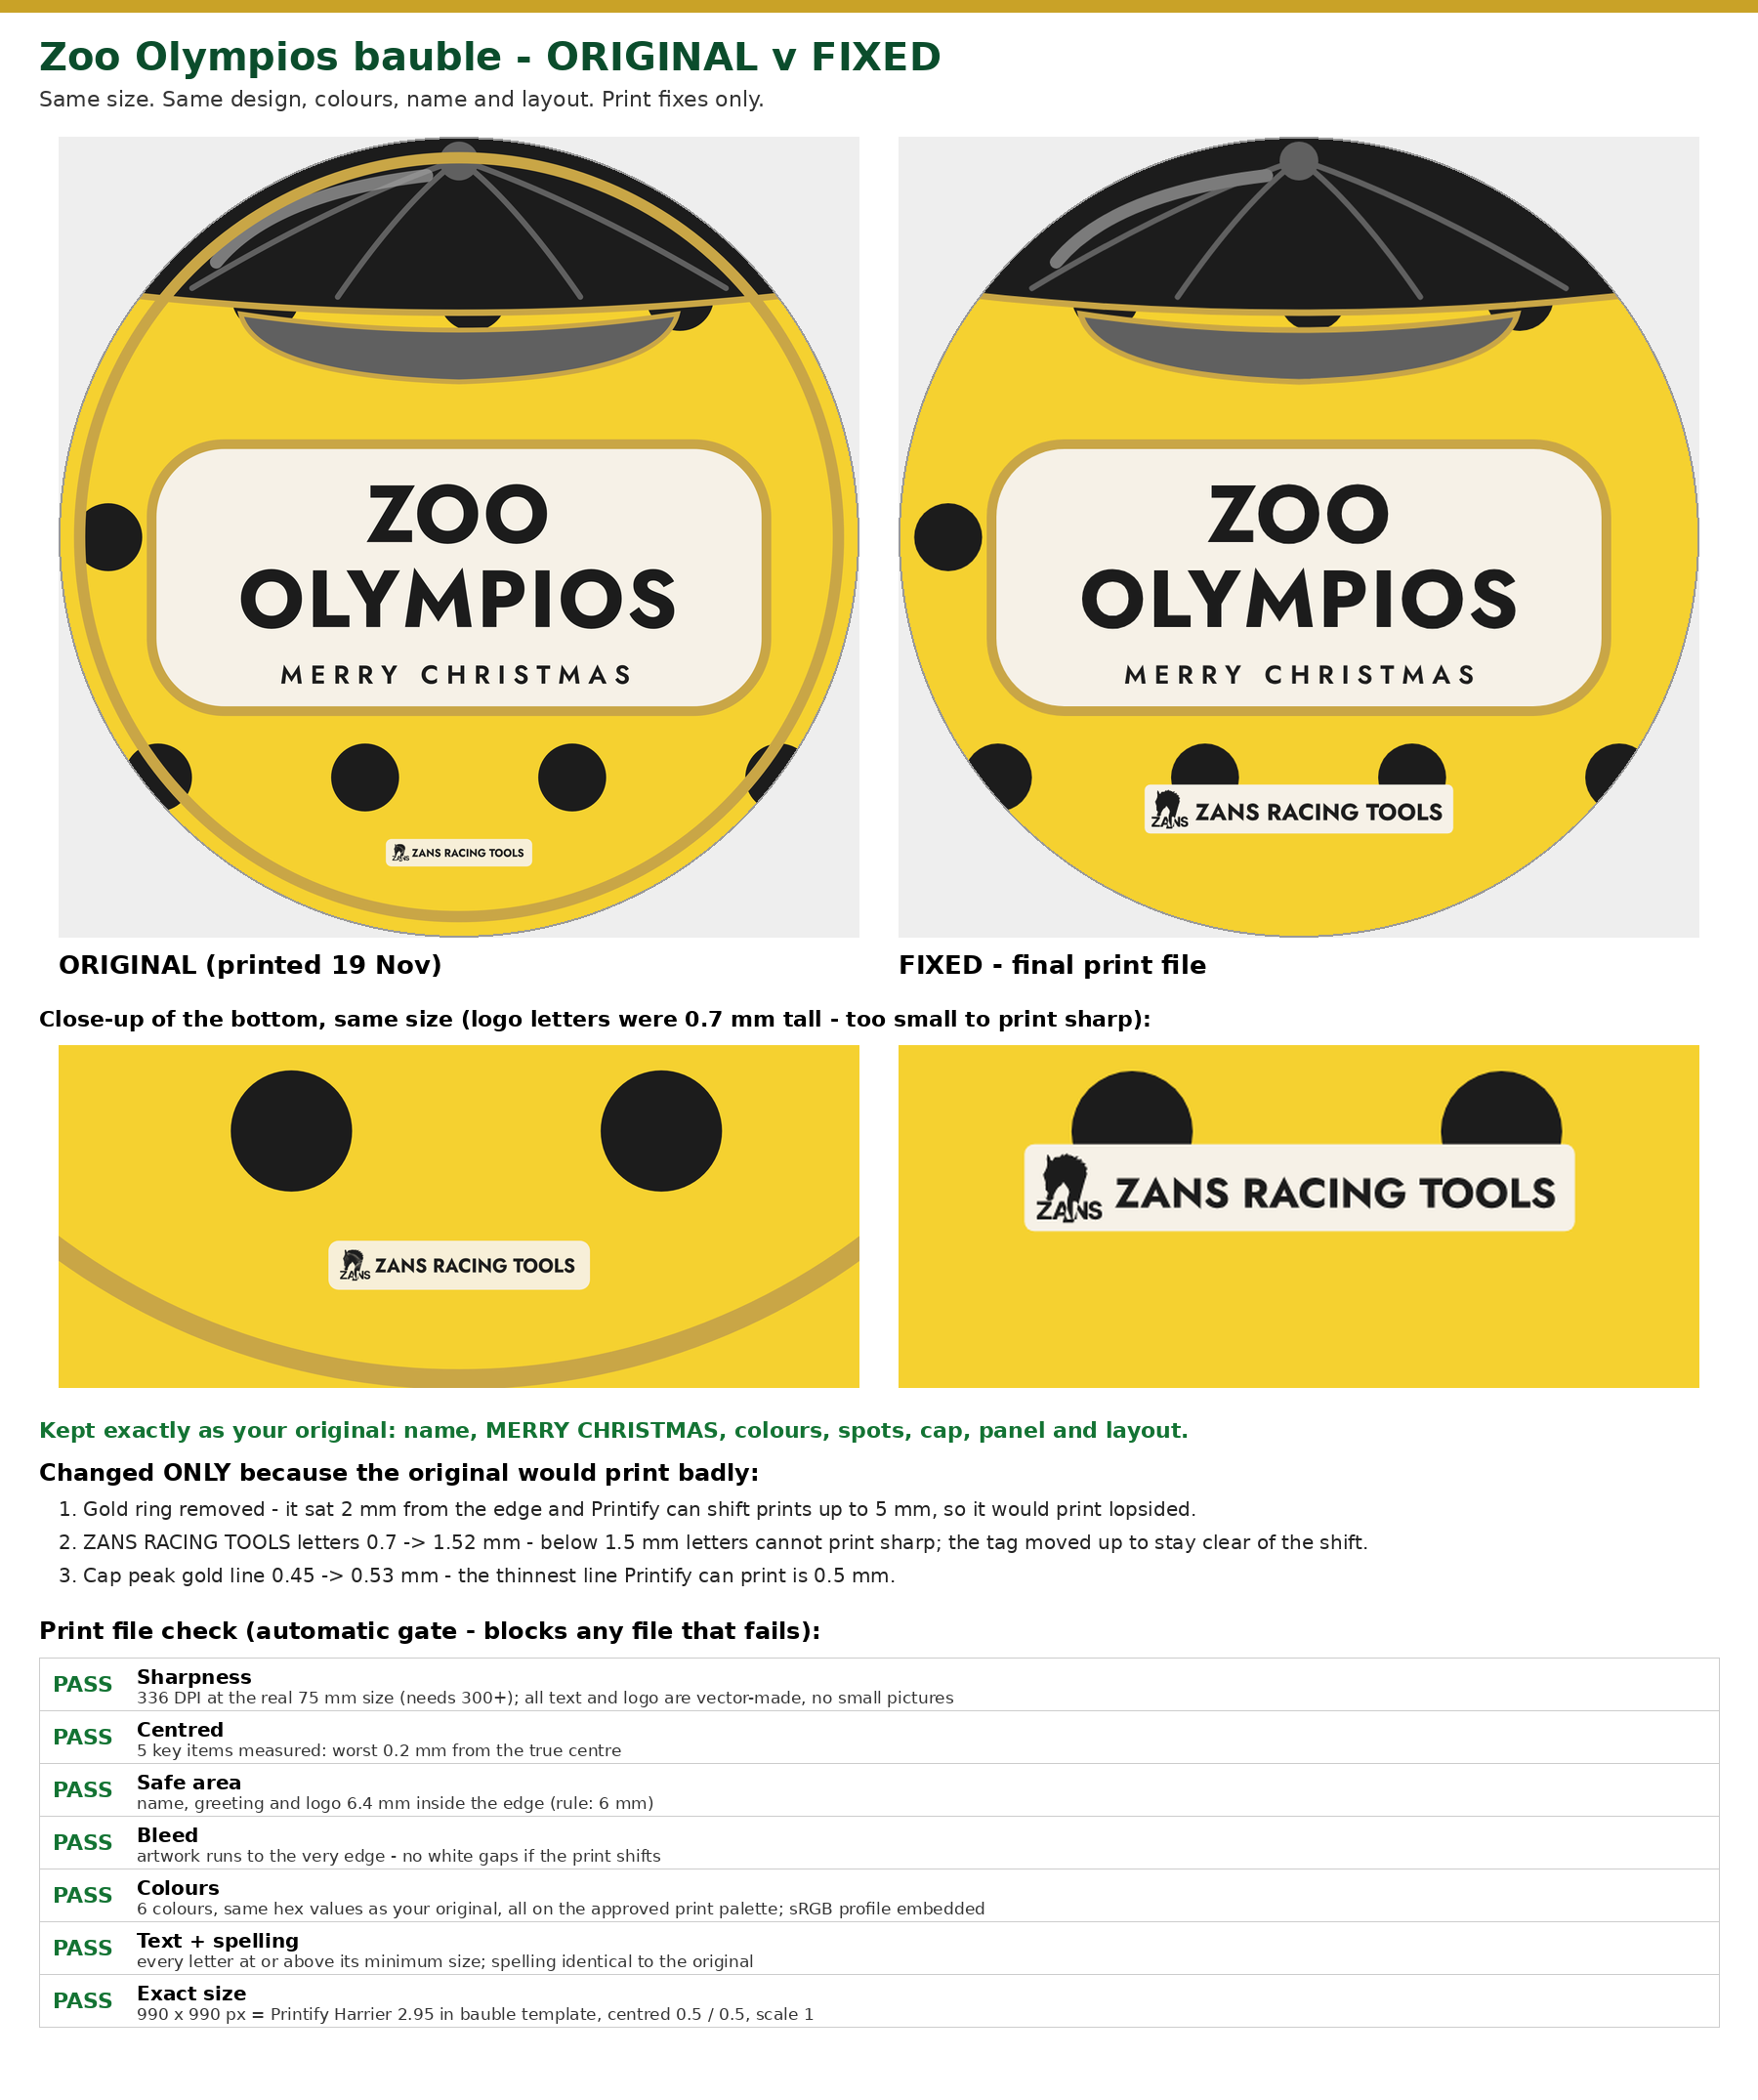 Zoo Olympios bauble - ORIGINAL v FIXED
Same size. Same design, colours, name and layout. Print fixes only.
ZOO
OLYMPIOS
MERRY CHRISTMAS
ZANS
ZANS RACING TOOLS
ZOO
OLYMPIOS
MERRY CHRISTMAS
ZANS
ZANS RACING TOOLS
ORIGINAL (printed 19 Nov)
FIXED - final print file
Close-up of the bottom, same size (logo letters were 0.7 mm tall - too small to print sharp):
ZANS
ZANS RACING TOOLS
ZANS
ZANS RACING TOOLS
Kept exactly as your original: name, MERRY CHRISTMAS, colours, spots, cap, panel and layout.
Changed ONLY because the original would print badly:
1. Gold ring removed - it sat 2 mm from the edge and Printify can shift prints up to 5 mm, so it would print lopsided.
2. ZANS RACING TOOLS letters 0.7 -> 1.52 mm - below 1.5 mm letters cannot print sharp; the tag moved up to stay clear of the shift.
3. Cap peak gold line 0.45 -> 0.53 mm - the thinnest line Printify can print is 0.5 mm.
Print file check (automatic gate - blocks any file that fails):
PASS
Sharpness
336 DPI at the real 75 mm size (needs 300+); all text and logo are vector-made, no small pictures
PASS
Centred
5 key items measured: worst 0.2 mm from the true centre
PASS
Safe area
name, greeting and logo 6.4 mm inside the edge (rule: 6 mm)
PASS
Bleed
artwork runs to the very edge - no white gaps if the print shifts
PASS
Colours
6 colours, same hex values as your original, all on the approved print palette; sRGB profile embedded
PASS
Text + spelling
every letter at or above its minimum size; spelling identical to the original
PASS
Exact size
990 x 990 px = Printify Harrier 2.95 in bauble template, centred 0.5 / 0.5, scale 1